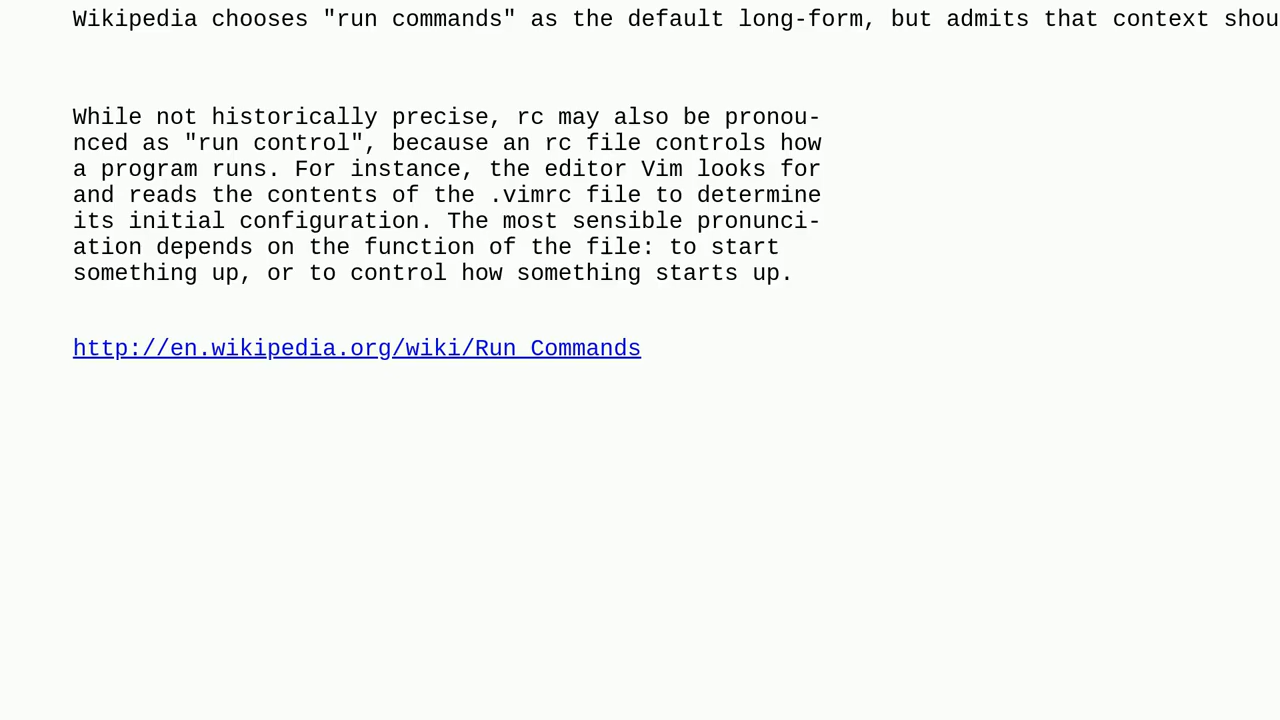 Wikipedia chooses "run commands" as the default long-form, but admits that context shou
While not historically precise, rc may also be pronou-
nced as "run control", because an rc file controls how
a program runs. For instance, the editor Vim looks for
and reads the contents of the .vimrc file to determine
its initial configuration. The most sensible pronunci-
ation depends on the function of the file: to start
something up, or to control how something starts up.
http://en.wikipedia.org/wiki/Run_Commands